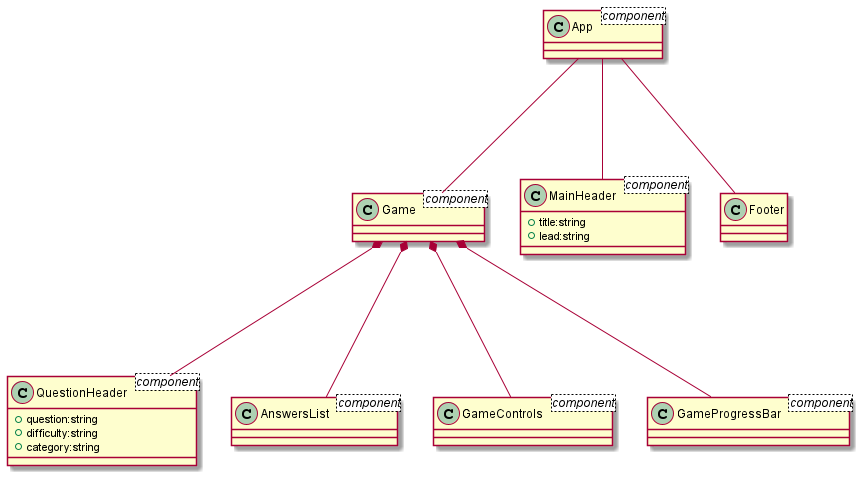 C App component
C Game component
C MainHeader component
title:string
lead:string
C Footer
C QuestionHeader component
question:string
difficulty:string
category:string
C AnswersList component
C GameControls component
C GameProgressBar component